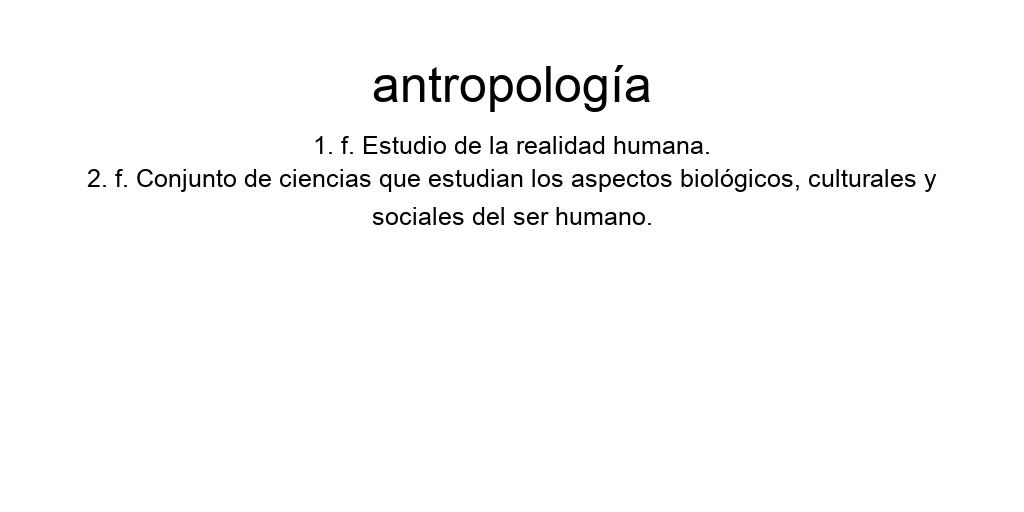 antropología
1. f. Estudio de la realidad humana.
2. f. Conjunto de ciencias que estudian los aspectos biológicos, culturales y
sociales del ser humano.